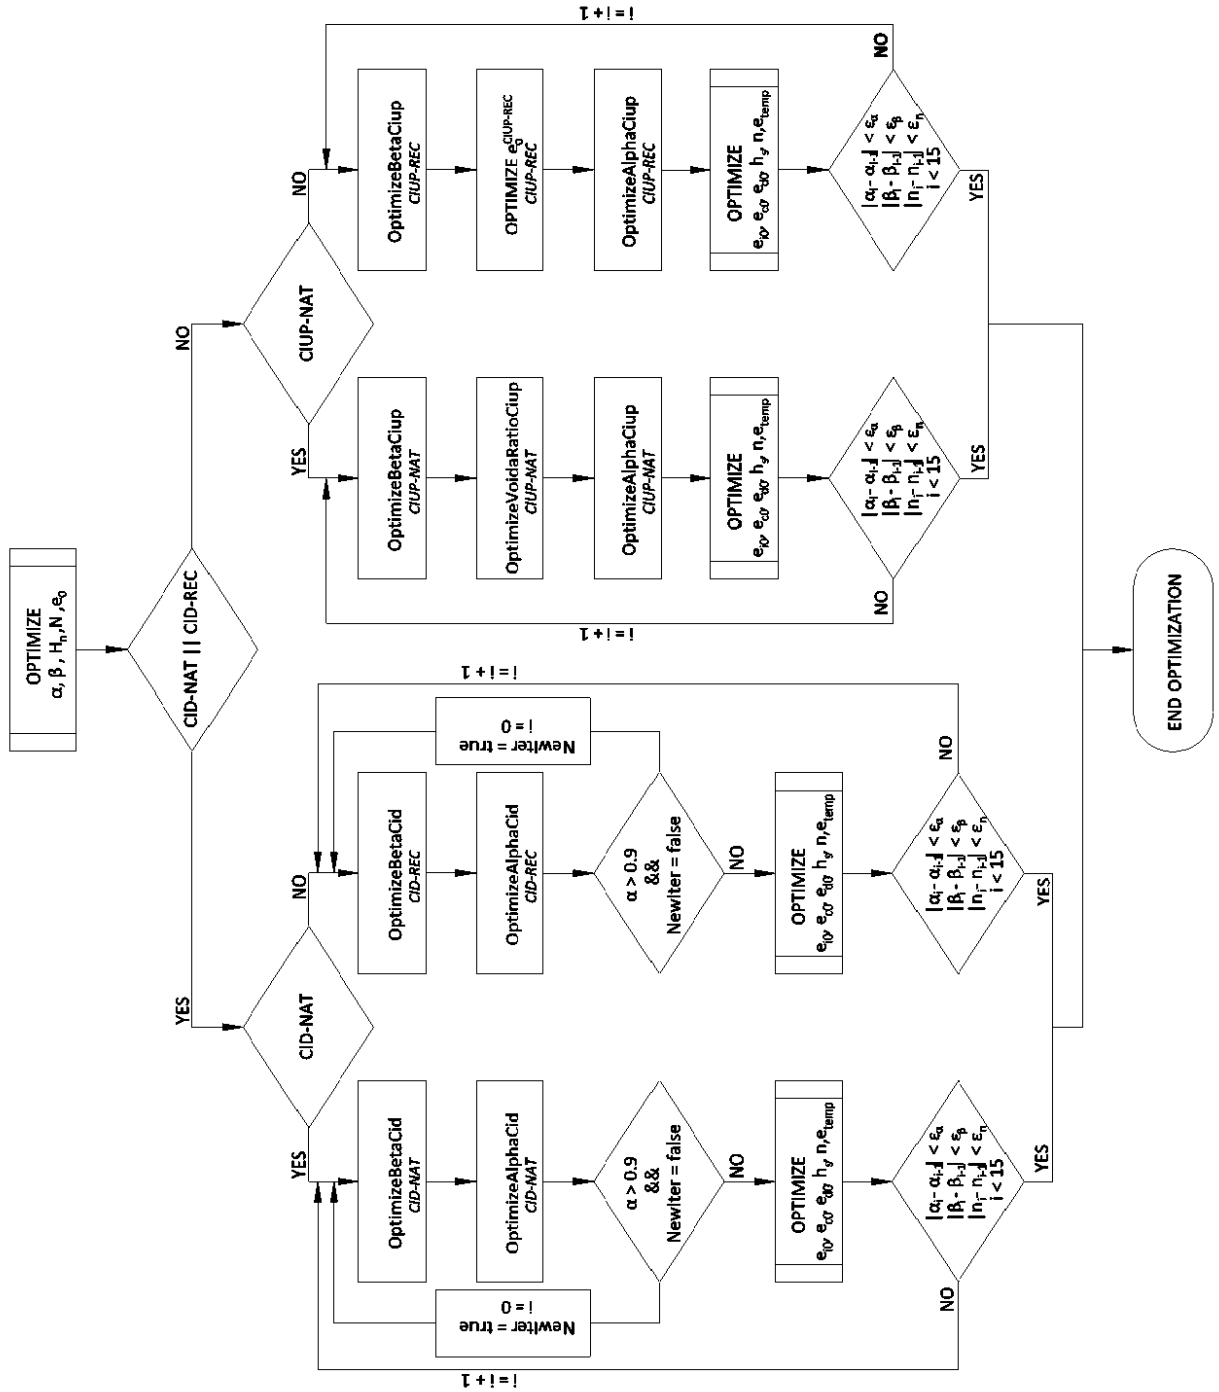 OPTIMIZE
α, β , Hₙ,N ,e₀
CID-NAT || CID-REC
YES
NO
CID-NAT
YES
NO
CIUP-NAT
YES
NO
OptimizeBetaCid
CID-NAT
OptimizeAlphaCid
CID-NAT
α > 0.9
&&
NewIter = false
NewIter = true
i = 0
NO
OPTIMIZE
e_i0, e_c0, e_d0, h_s, n,e_temp
|α_i - α_i-1| < ε_α
|β_i - β_i-1| < ε_β
|n_i - n_i-1| < ε_n
i < 15
NO
i = i + 1
YES
OptimizeBetaCid
CID-REC
OptimizeAlphaCid
CID-REC
α > 0.9
&&
NewIter = false
NewIter = true
i = 0
NO
OPTIMIZE
e_i0, e_c0, e_d0, h_s, n,e_temp
|α_i - α_i-1| < ε_α
|β_i - β_i-1| < ε_β
|n_i - n_i-1| < ε_n
i < 15
NO
i = i + 1
YES
OptimizeBetaCiup
CIUP-NAT
OptimizeVoidaRatioCiup
CIUP-NAT
OptimizeAlphaCiup
CIUP-NAT
OPTIMIZE
e_i0, e_c0, e_d0, h_s, n,e_temp
|α_i - α_i-1| < ε_α
|β_i - β_i-1| < ε_β
|n_i - n_i-1| < ε_n
i < 15
NO
i = i + 1
YES
OptimizeBetaCiup
CIUP-REC
OPTIMIZE e₀^CIUP-REC
CIUP-REC
OptimizeAlphaCiup
CIUP-REC
OPTIMIZE
e_i0, e_c0, e_d0, h_s, n,e_temp
|α_i - α_i-1| < ε_α
|β_i - β_i-1| < ε_β
|n_i - n_i-1| < ε_n
i < 15
NO
i = i + 1
YES
END OPTIMIZATION